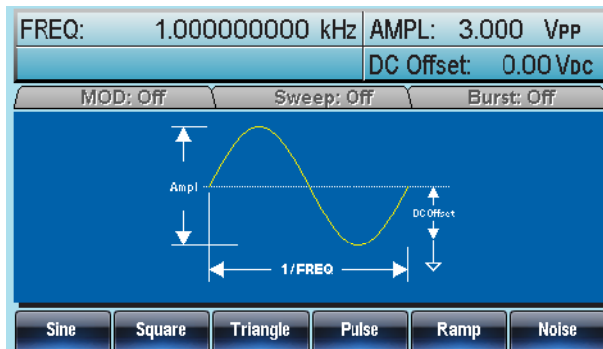 FREQ: 1.000000000 kHz AMPL: 3.000 VPP
DC Offset: 0.00 VDC
MOD: Off Sweep: Off Burst: Off
Ampl
DC Offset
1/FREQ
Sine Square Triangle Pulse Ramp Noise